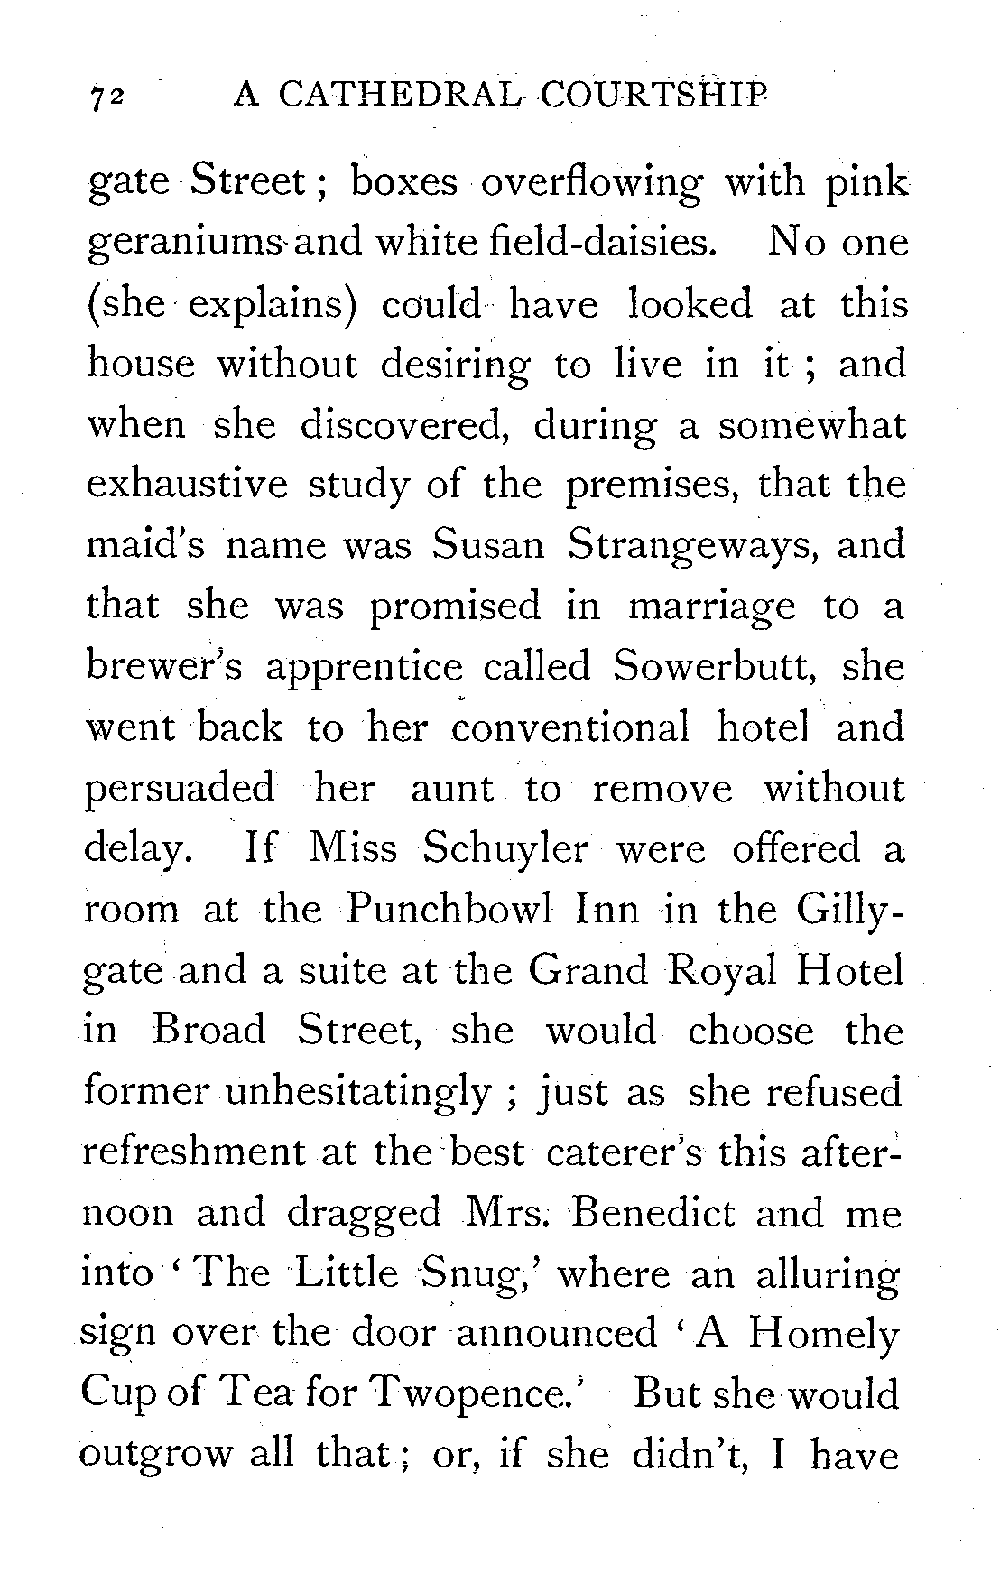 72 A CATHEDRAL COURTSHIP
gate Street ; boxes overflowing with pink
geraniums and white field-daisies. No one
(she explains) could have looked at this
house without desiring to live in it ; and
when she discovered, during a somewhat
exhaustive study of the premises, that the
maid's name was Susan Strangeways, and
that she was promised in marriage to a
brewer's apprentice called Sowerbutt, she
went back to her conventional hotel and
persuaded her aunt to remove without
delay. If Miss Schuyler were offered a
room at the Punchbowl Inn in the Gilly-
gate and a suite at the Grand Royal Hotel
in Broad Street, she would choose the
former unhesitatingly ; just as she refused
refreshment at the best caterer's this after-
noon and dragged Mrs. Benedict and me
into ‘ The Little Snug,’ where an alluring
sign over the door announced ‘ A Homely
Cup of Tea for Twopence.’ But she would
outgrow all that ; or, if she didn't, I have